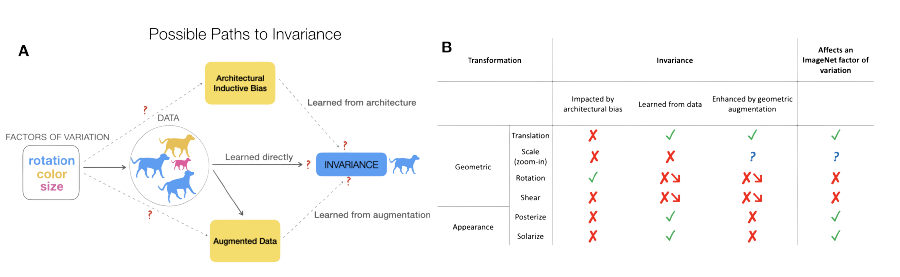 Possible Paths to Invariance
A
Architectural
Inductive Bias
Learned from architecture
?
?
DATA
FACTORS OF VARIATION
rotation
color
size
Learned directly
?
INVARIANCE
?
?
Learned from augmentation
Augmented Data
B
Transformation
Invariance
Affects an
ImageNet factor of
variation
Impacted by
architectural bias
Learned from data
Enhanced by geometric
augmentation
Geometric
Translation ✗ ✓ ✓ ✓
Scale
(zoom-in) ✗ ✗ ? ?
Rotation ✓ ✗↘ ✗↘ ✗
Shear ✗ ✗↘ ✗↘ ✗
Appearance
Posterize ✗ ✓ ✗ ✓
Solarize ✗ ✓ ✗ ✓